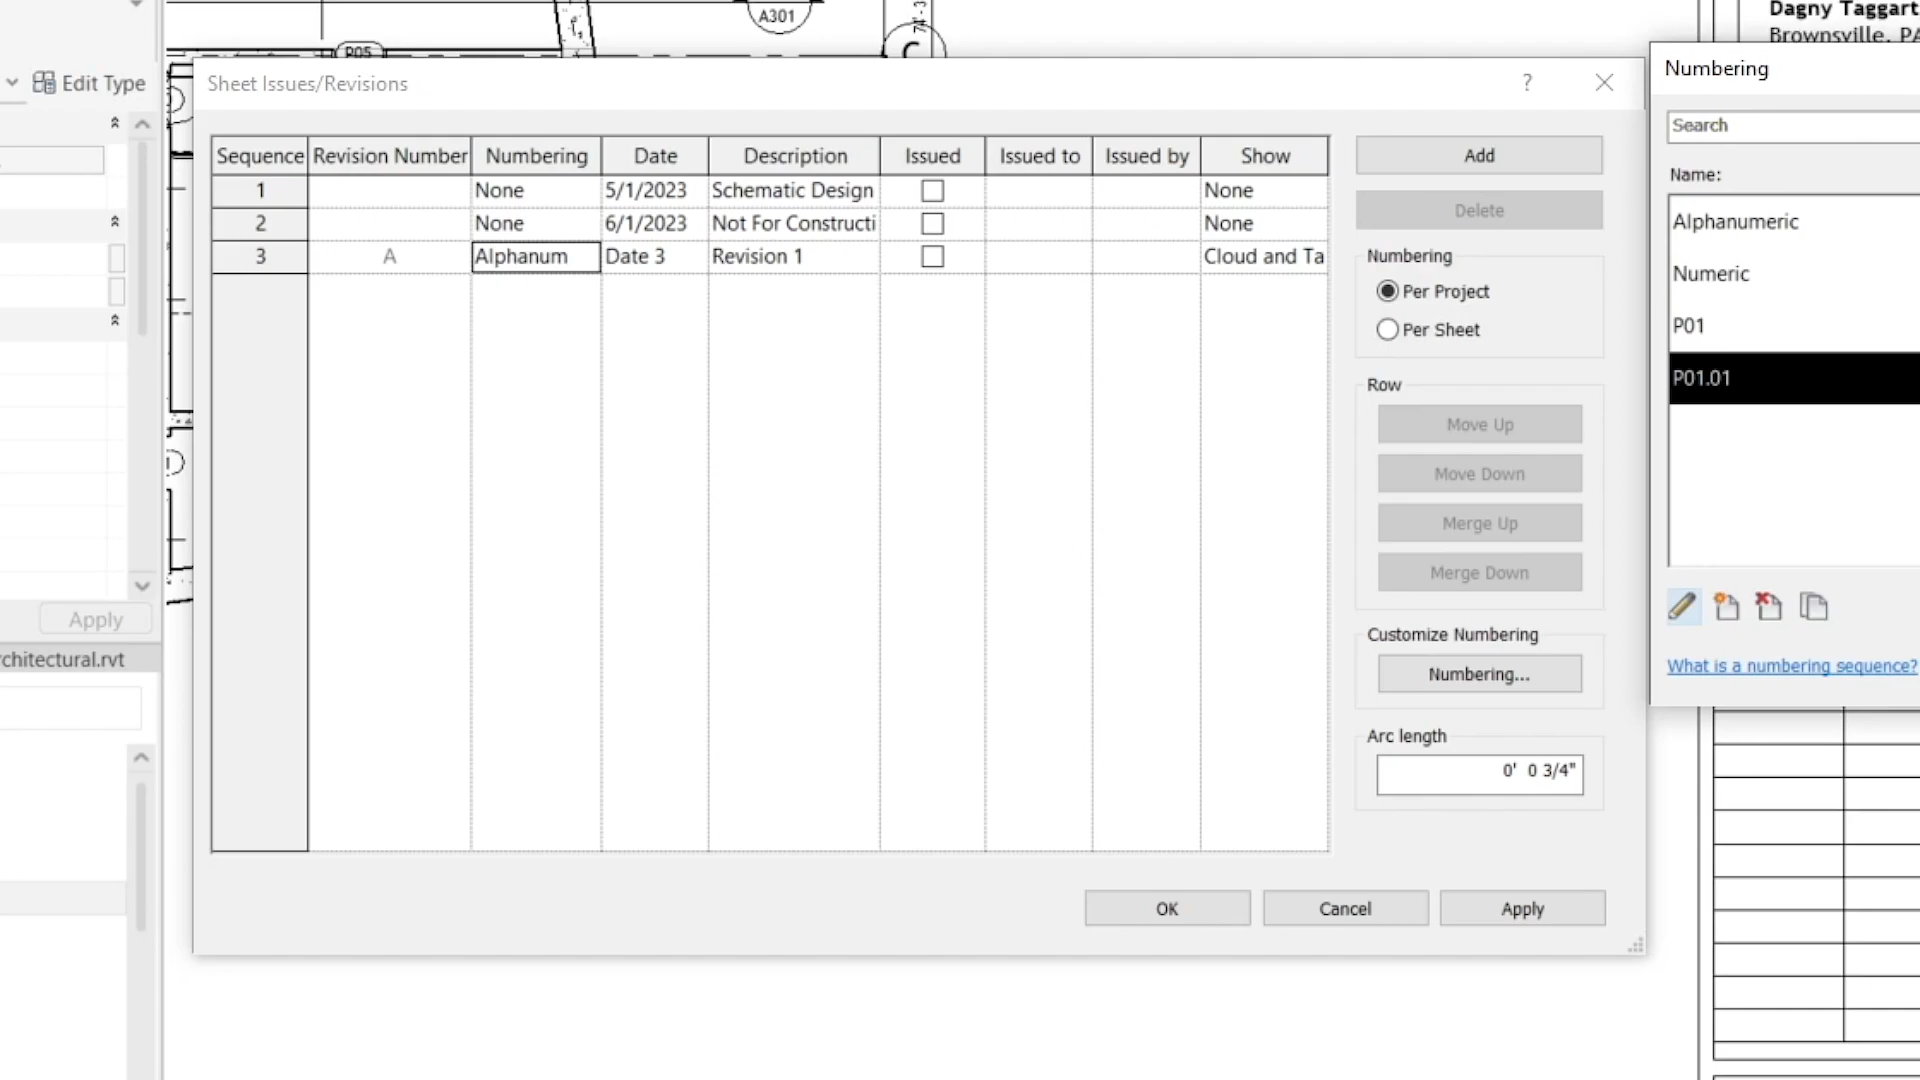 A301
74'-3
P05
C
Dagny Taggart
Brownsville, PA
Edit Type
Apply
rchitectural.rvt
Sheet Issues/Revisions
?
Sequence Revision Number Numbering Date Description Issued Issued to Issued by Show
1 None 5/1/2023 Schematic Design None
2 None 6/1/2023 Not For Constructi None
3 A Alphanum Date 3 Revision 1 Cloud and Ta
Add
Delete
Numbering
Per Project
Per Sheet
Row
Move Up
Move Down
Merge Up
Merge Down
Customize Numbering
Numbering...
Arc length
0' 0 3/4"
OK Cancel Apply
Numbering
Search
Name:
Alphanumeric
Numeric
P01
P01.01
What is a numbering sequence?